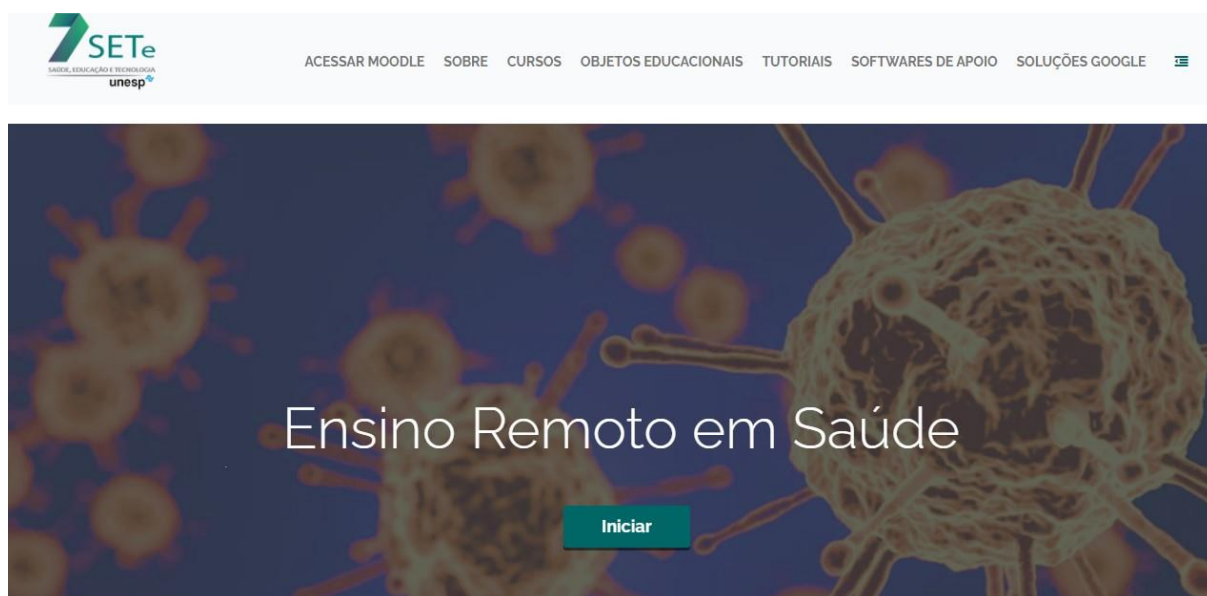 7 SETe
SAÚDE, EDUCAÇÃO E TECNOLOGIA
unesp
ACESSAR MOODLE SOBRE CURSOS OBJETOS EDUCACIONAIS TUTORIAIS SOFTWARES DE APOIO SOLUÇÕES GOOGLE
Ensino Remoto em Saúde
Iniciar